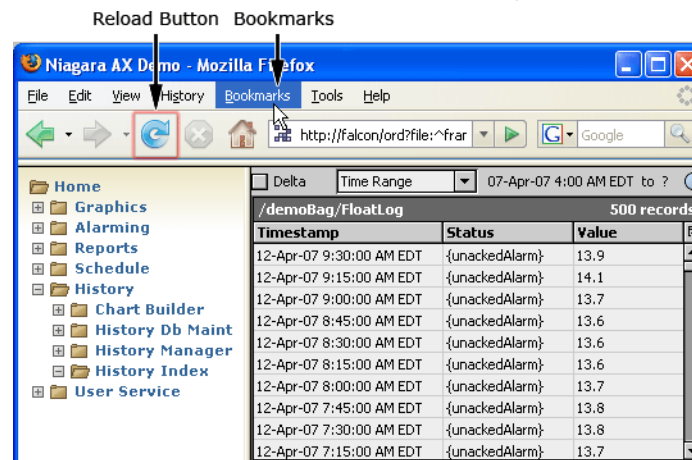 Reload Button Bookmarks
Niagara AX Demo - Mozilla Firefox
File Edit View History Bookmarks Tools Help
http://falcon/ord?file:^frar G Google
Home
Graphics
Alarming
Reports
Schedule
History
Chart Builder
History Db Maint
History Manager
History Index
User Service
Delta Time Range 07-Apr-07 4:00 AM EDT to ?
/demoBag/FloatLog 500 records
Timestamp Status Value
12-Apr-07 9:30:00 AM EDT {unackedAlarm} 13.9
12-Apr-07 9:15:00 AM EDT {unackedAlarm} 14.1
12-Apr-07 9:00:00 AM EDT {unackedAlarm} 13.7
12-Apr-07 8:45:00 AM EDT {unackedAlarm} 13.6
12-Apr-07 8:30:00 AM EDT {unackedAlarm} 13.6
12-Apr-07 8:15:00 AM EDT {unackedAlarm} 13.6
12-Apr-07 8:00:00 AM EDT {unackedAlarm} 13.7
12-Apr-07 7:45:00 AM EDT {unackedAlarm} 13.8
12-Apr-07 7:30:00 AM EDT {unackedAlarm} 13.8
12-Apr-07 7:15:00 AM EDT {unackedAlarm} 13.7